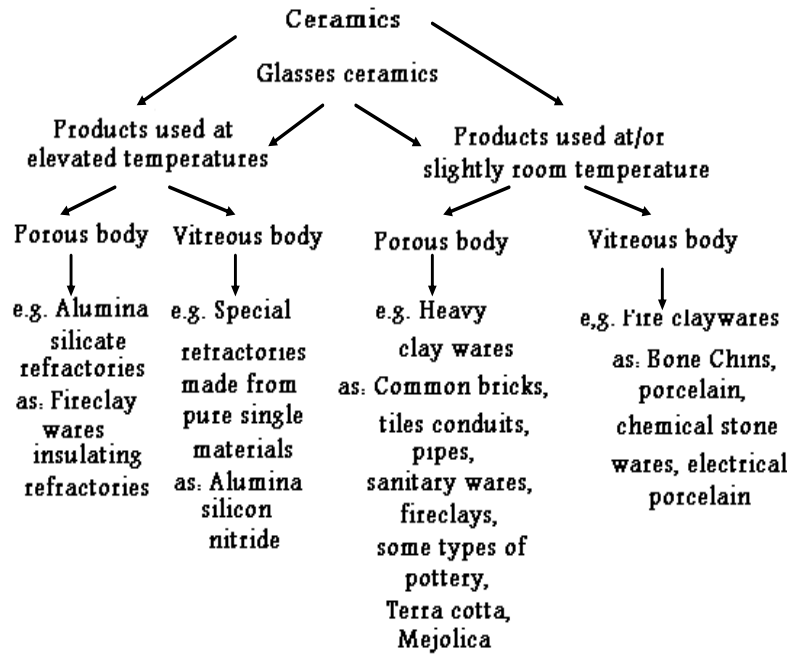 Ceramics
Glasses ceramics
Products used at
elevated temperatures
Products used at/or
slightly room temperature
Porous body
e.g. Alumina
silicate
refractories
as: Fireclay
wares
insulating
refractories
Vitreous body
e.g. Special
retractories
made from
pure single
materials
as: Alumina
silicon
nitride
Porous body
e.g. Heavy
clay wares
as: Common bricks,
tiles conduits,
pipes,
sanitary wares,
fireclays,
some types of
pottery,
Terra cotta,
Mejolica
Vitreous body
e,g. Fire claywares
as: Bone Chins,
porcelain,
chemical stone
wares, electrical
porcelain